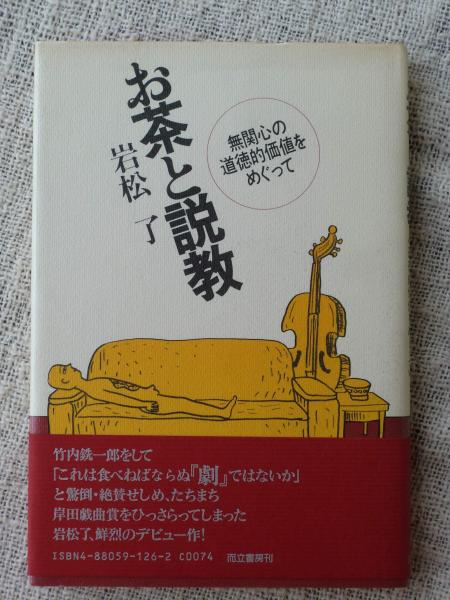 お茶と説教
岩松 了
無関心の
道徳的価値を
めぐって
竹内銃一郎をして
「これは食べねばならぬ『劇』ではないか」
と驚倒・絶賛せしめ、たちまち
岸田戯曲賞をひっさらってしまった
岩松了、鮮烈のデビュー作!
ISBN4-88059-126-2 C0074 而立書房刊